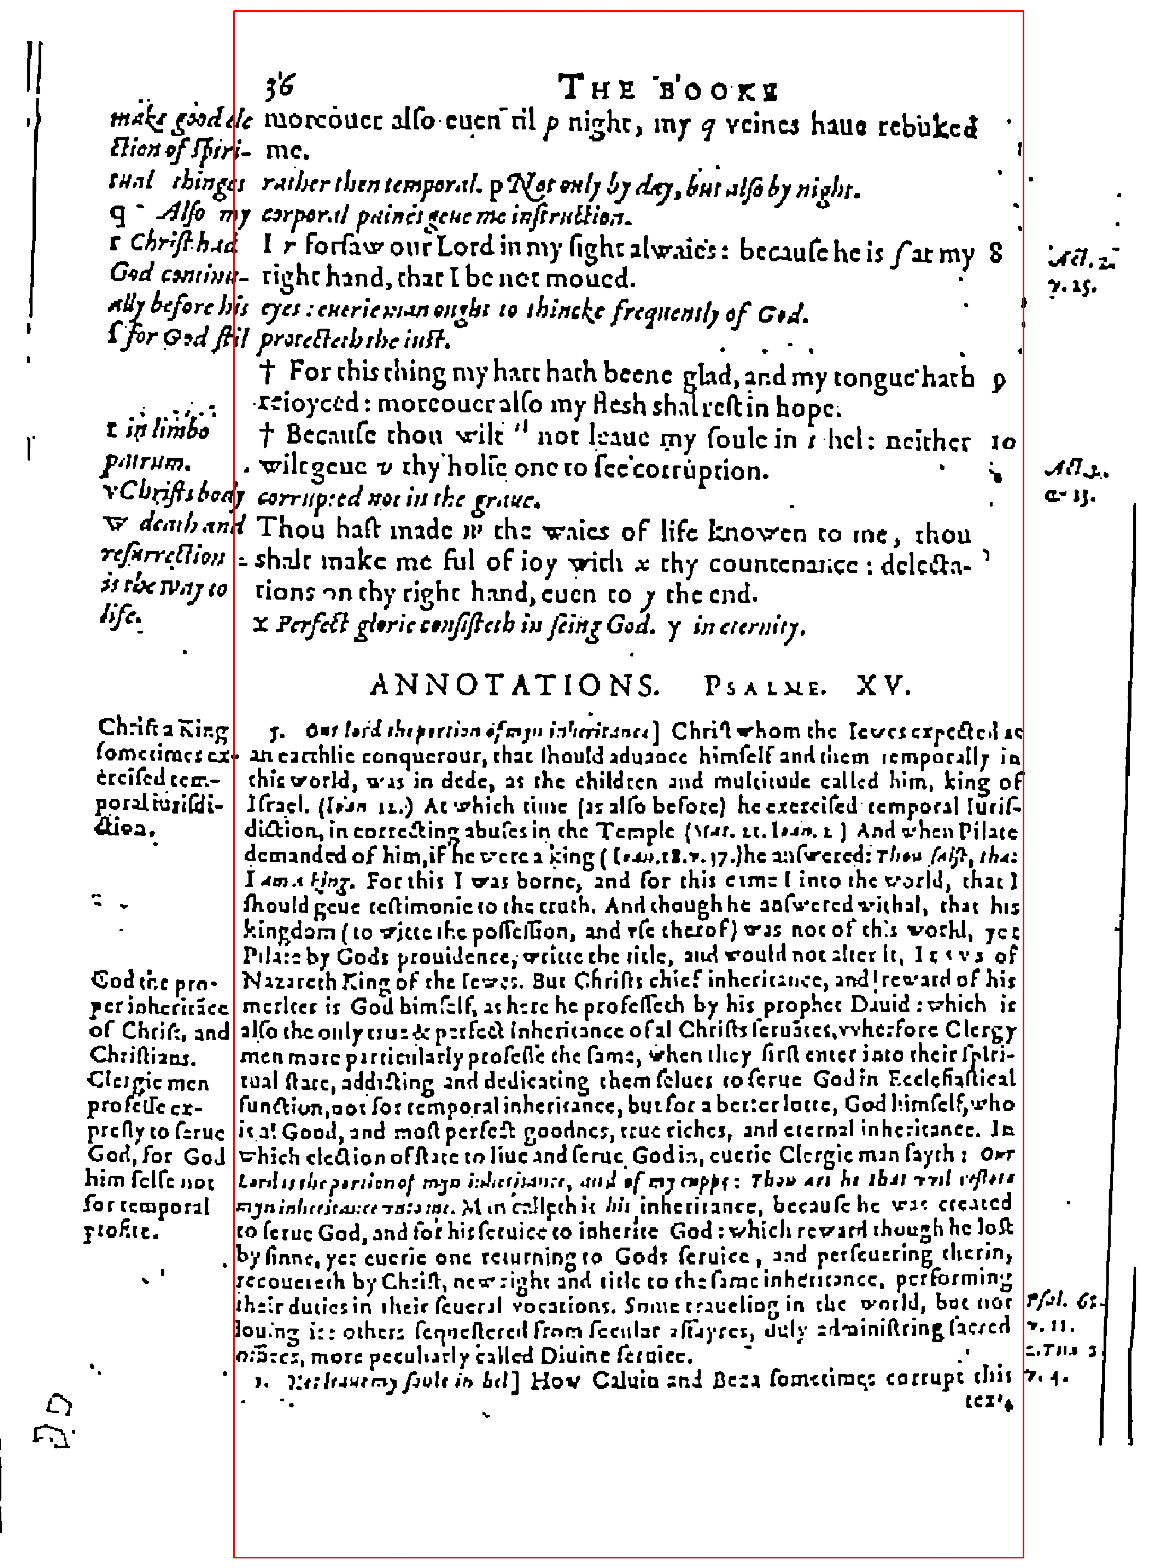 36 THE BOOKE
make good ele moreouer also euen til p night, my q veines haue rebuked
ction of spiri- me.
tual thinges rather then temporal. p Not only by day, but also by night.
q Also my corporal paines geue me instruction.
r Christ had I r forsaw our Lord in my sight alwaies: because he is ſ at my 8
God continu- right hand, that I be not moued.
ally before his eyes: euerie man ought to thincke frequently of God.
ſ for God stil protecteth the iust.
† For this thing my hart hath beene glad, and my tongue hath 9
reioyced: moreouer also my flesh shal rest in hope.
† Because thou wilt " not leaue my soule in t hel: neither 10
wilt geue v thy holie one to see corruption.
corrupted not in the graue.
Thou hast made w the waies of life knowen to me, thou
shalt make me ful of ioy with x thy countenance: delecta-
tions on thy right hand, euen to y the end.
x Perfect glorie consisteth in seing God. y in eternity.
t in limbo
patrum.
v Christs body
w death and
resurrection
is the way to
life.
Act. 2.
v. 25.
Act. 3.
ANNOTATIONS. PSALME. XV.
5. Our lord the portion of myn inheritance] Christ whom the Iewes expected as
an earthlie conquerour, that should aduance himself and them temporally in
this world, was in dede, as the children and multitude called him, king of
Israel. (Ioan 12.) At which time (as also before) he exercised temporal Iuris-
diction, in correcting abuses in the Temple (Mat. 21. Ioan. 2) And when Pilate
demanded of him, if he were a king (Ioan. 18. v. 37.) he answered: Thou saist, that
I am a king. For this I was borne, and for this came I into the world, that I
should geue testimonie to the truth. And though he answered withal, that his
kingdom (to witte the possession, and vse therof) was not of this world, yet
Pilate by Gods prouidence, writte the title, and would not alter it, Iesvs of
Nazareth King of the Iewes. But Christs chief inheritance, and reward of his
merites is God himself, as here he professeth by his prophet Dauid: which is
also the only true & perfect inheritance of al Christs seruãtes, wherfore Clergy
men more particularly professe the same, when they first enter into their spiri-
tual state, addicting and dedicating them selues to serue God in Ecclesiastical
function, not for temporal inheritance, but for a better lotte, God himself, who
is al Good, and most perfect goodnes, true riches, and eternal inheritance. In
which election of state to liue and serue God in, euerie Clergie man sayth: Our
Lord is the portion of myn inheritance, and of my cuppe: Thou art he that wil restore
myn inheritance vnto me. Man calleth it his inheritance, because he was created
to serue God, and for his seruice to inherite God: which reward though he lost
by sinne, yet euerie one returning to Gods seruice, and perseuering therin,
recouereth by Christ, new right and title to the same inheritance, performing
their duties in their seueral vocations. Some traueling in the world, but not
louing it: others sequestered from secular affayres, duly administring sacred
offices, more peculiarly called Diuine seruice.
Christ a King
sometimes ex-
ercised tem-
poral iurisdi-
ction.
God the pro-
per inheritãce
of Christ, and
Christians.
Clergie men
professe ex-
presly to serue
God, for God
him selfe not
for temporal
profite.
Psal. 61.
v. 11.
v. 4.
soule in hel] How Caluin and Beza sometimes corrupt this